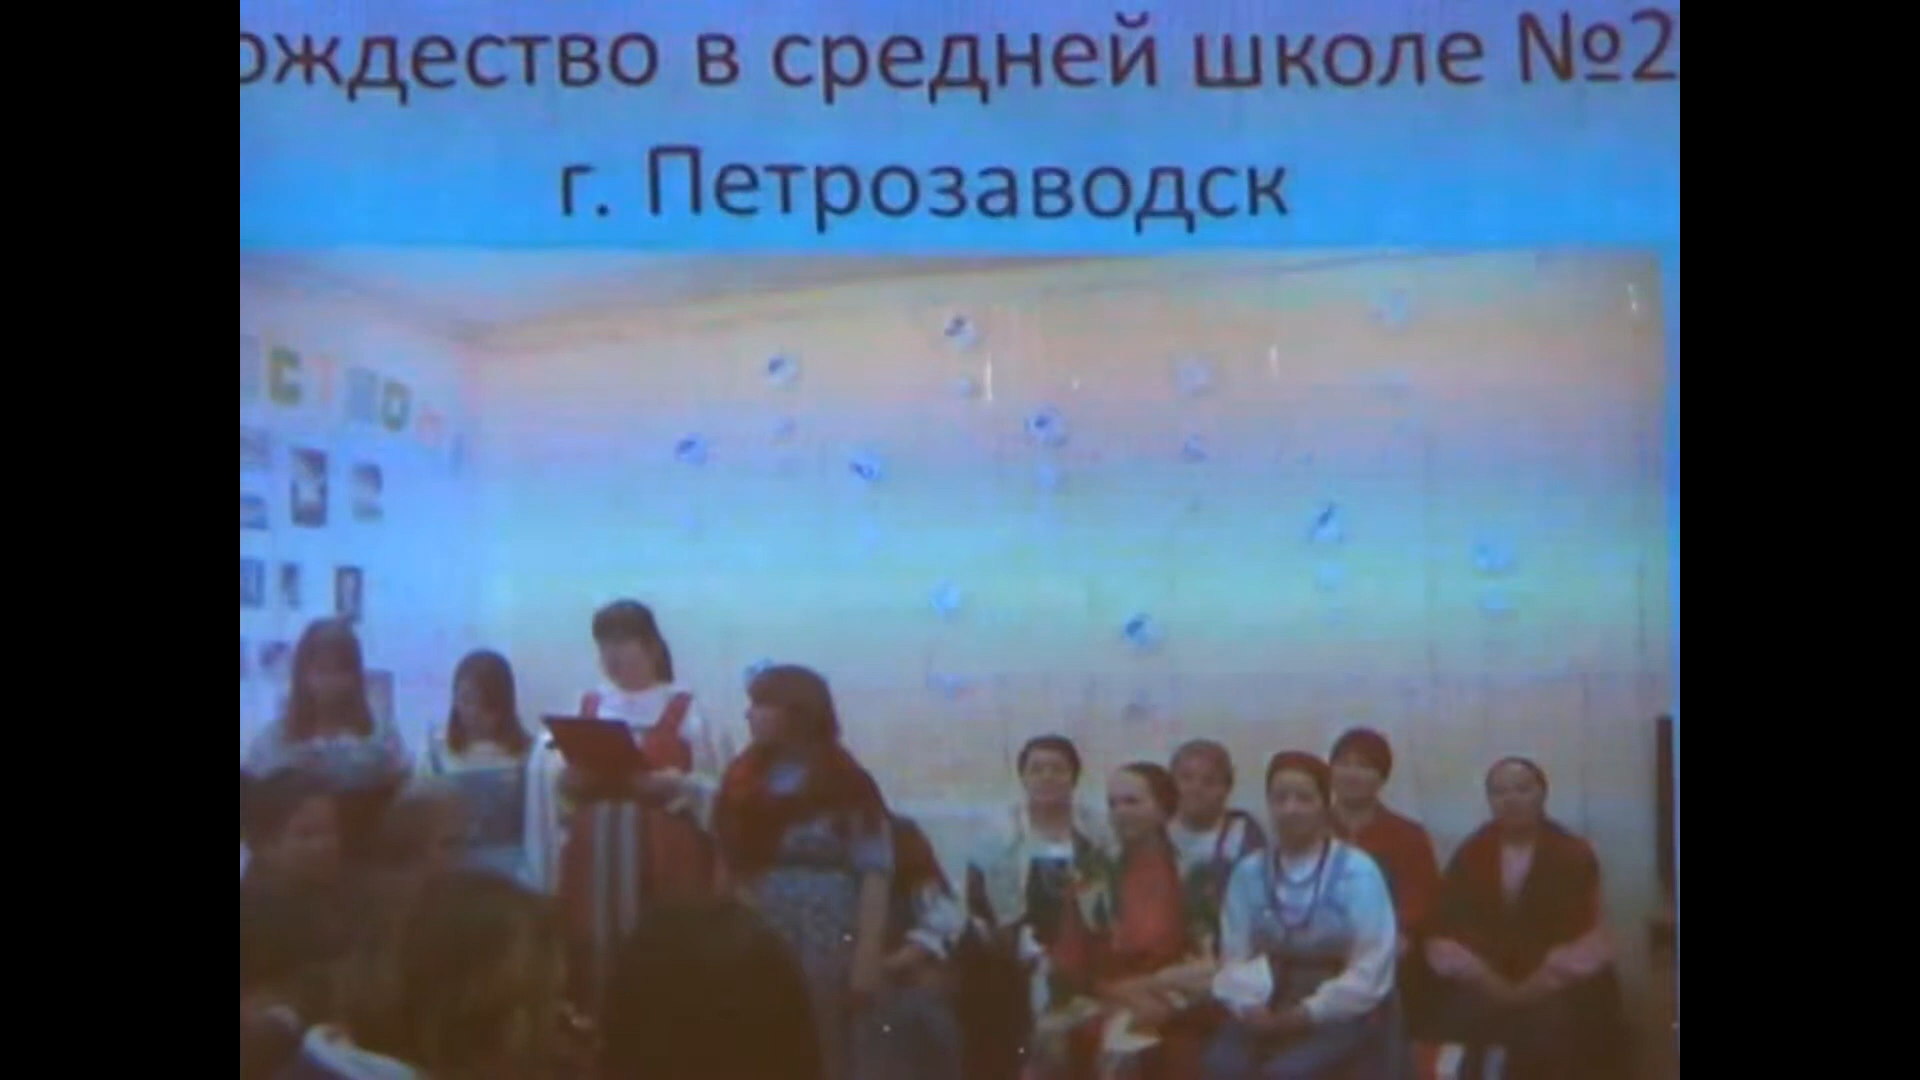 ождество в средней школе №2
г. Петрозаводск